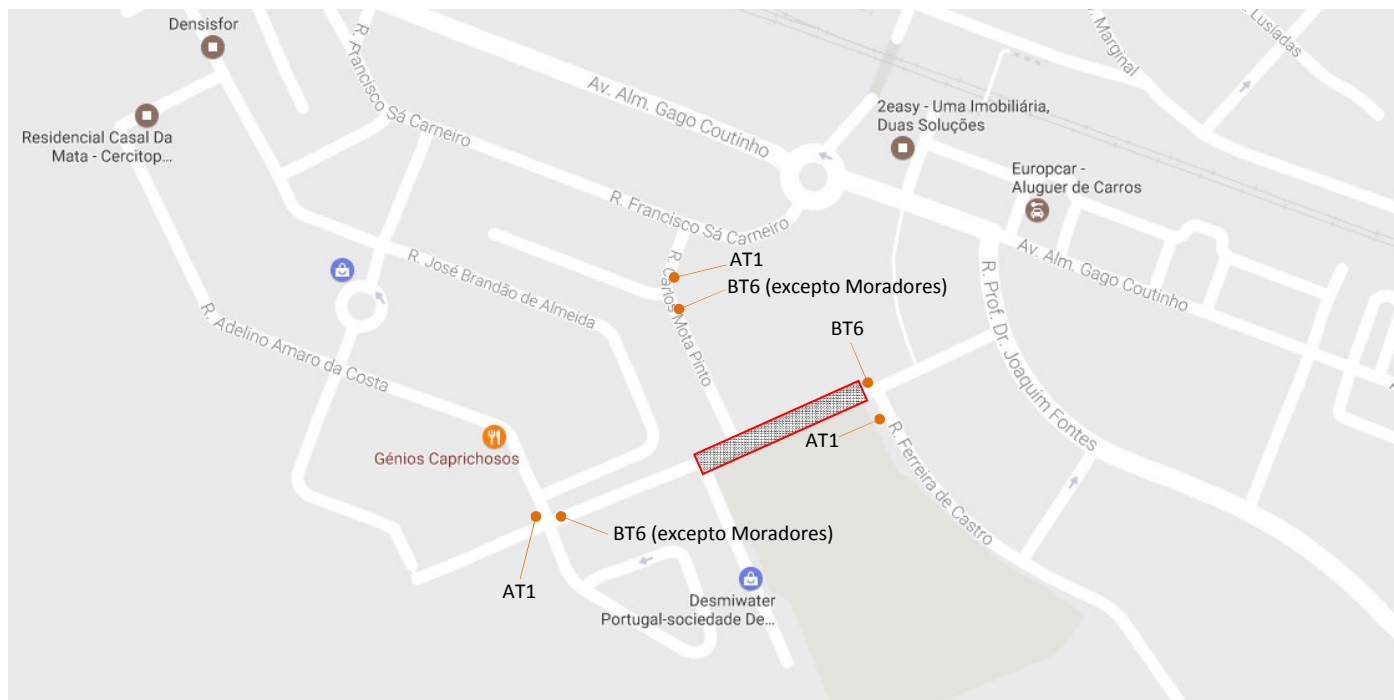 Densisfor
R. Francisco Sá Carneiro
Av. Alm. Gago Coutinho
Marginal
Lusíadas
2easy - Uma Imobiliária,
Duas Soluções
Residencial Casal Da
Mata - Cercitop...
Europcar -
Aluguer de Carros
R. Francisco Sá Carneiro
R. Carlos Mota Pinto
AT1
BT6 (excepto Moradores)
R. José Brandão de Almeida
Av. Alm. Gago Coutinho
R. Prof. Dr. Joaquim Fontes
R. Adelino Amaro da Costa
BT6
AT1
R. Ferreira de Castro
Génios Caprichosos
BT6 (excepto Moradores)
AT1
Desmiwater
Portugal-sociedade De...